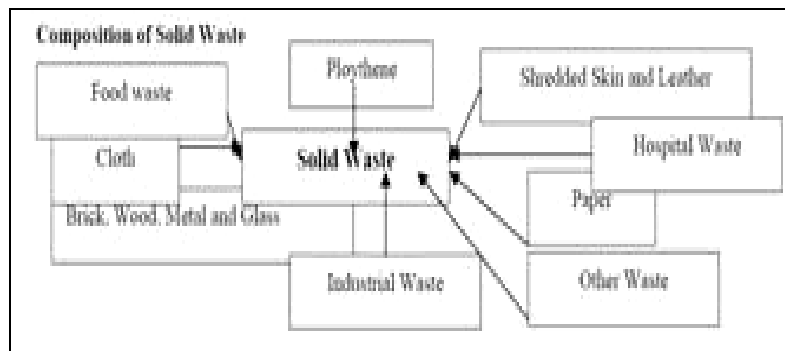 Composition of Solid Waste
Ploythene
Shredded Skin and Leather
Food waste
Hospital Waste
Cloth
Solid Waste
Paper
Brick, Wood, Metal and Glass
Industrial Waste
Other Waste